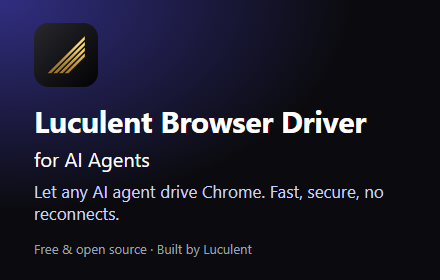 Luculent Browser Driver
for AI Agents
Let any AI agent drive Chrome. Fast, secure, no
reconnects.
Free & open source · Built by Luculent